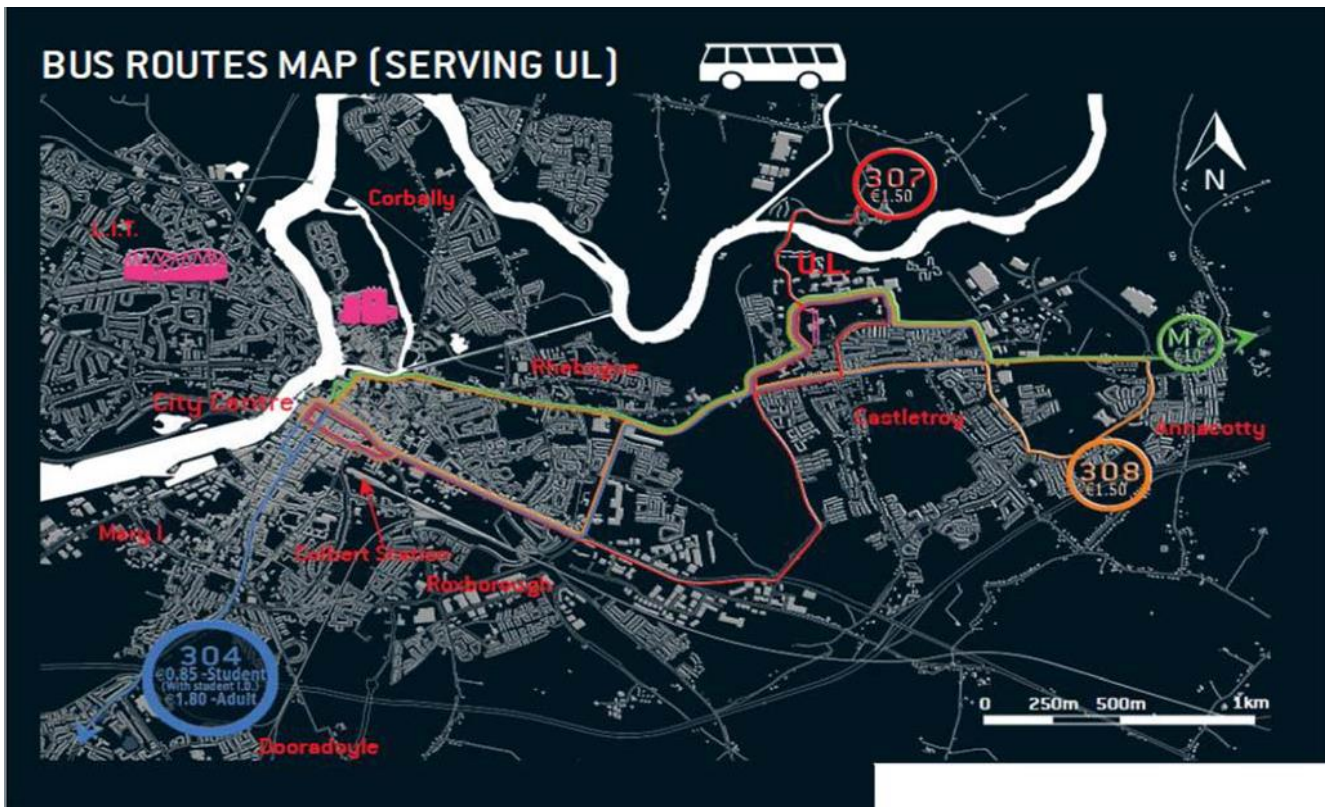 BUS ROUTES MAP (SERVING UL)
307
€1.50
N
Corbally
L.I.T.
U.L.
M7
€10
Rhebogue
City Centre
Castletroy
Annacotty
308
€1.50
Mary I.
Colbert Station
Roxborough
304
€0.85 -Student
(With student I.D.)
€1.80 -Adult
Dooradoyle
0 250m 500m 1km